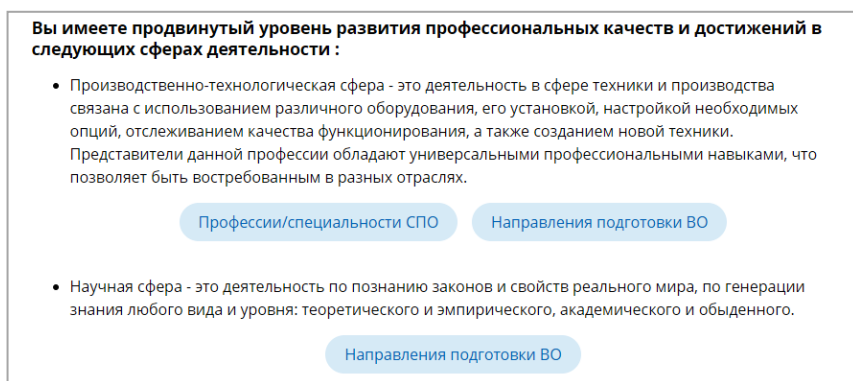 Вы имеете продвинутый уровень развития профессиональных качеств и достижений в
следующих сферах деятельности :
• Производственно-технологическая сфера - это деятельность в сфере техники и производства
связана с использованием различного оборудования, его установкой, настройкой необходимых
опций, отслеживанием качества функционирования, а также созданием новой техники.
Представители данной профессии обладают универсальными профессиональными навыками, что
позволяет быть востребованным в разных отраслях.
Профессии/специальности СПО Направления подготовки ВО
• Научная сфера - это деятельность по познанию законов и свойств реального мира, по генерации
знания любого вида и уровня: теоретического и эмпирического, академического и обыденного.
Направления подготовки ВО